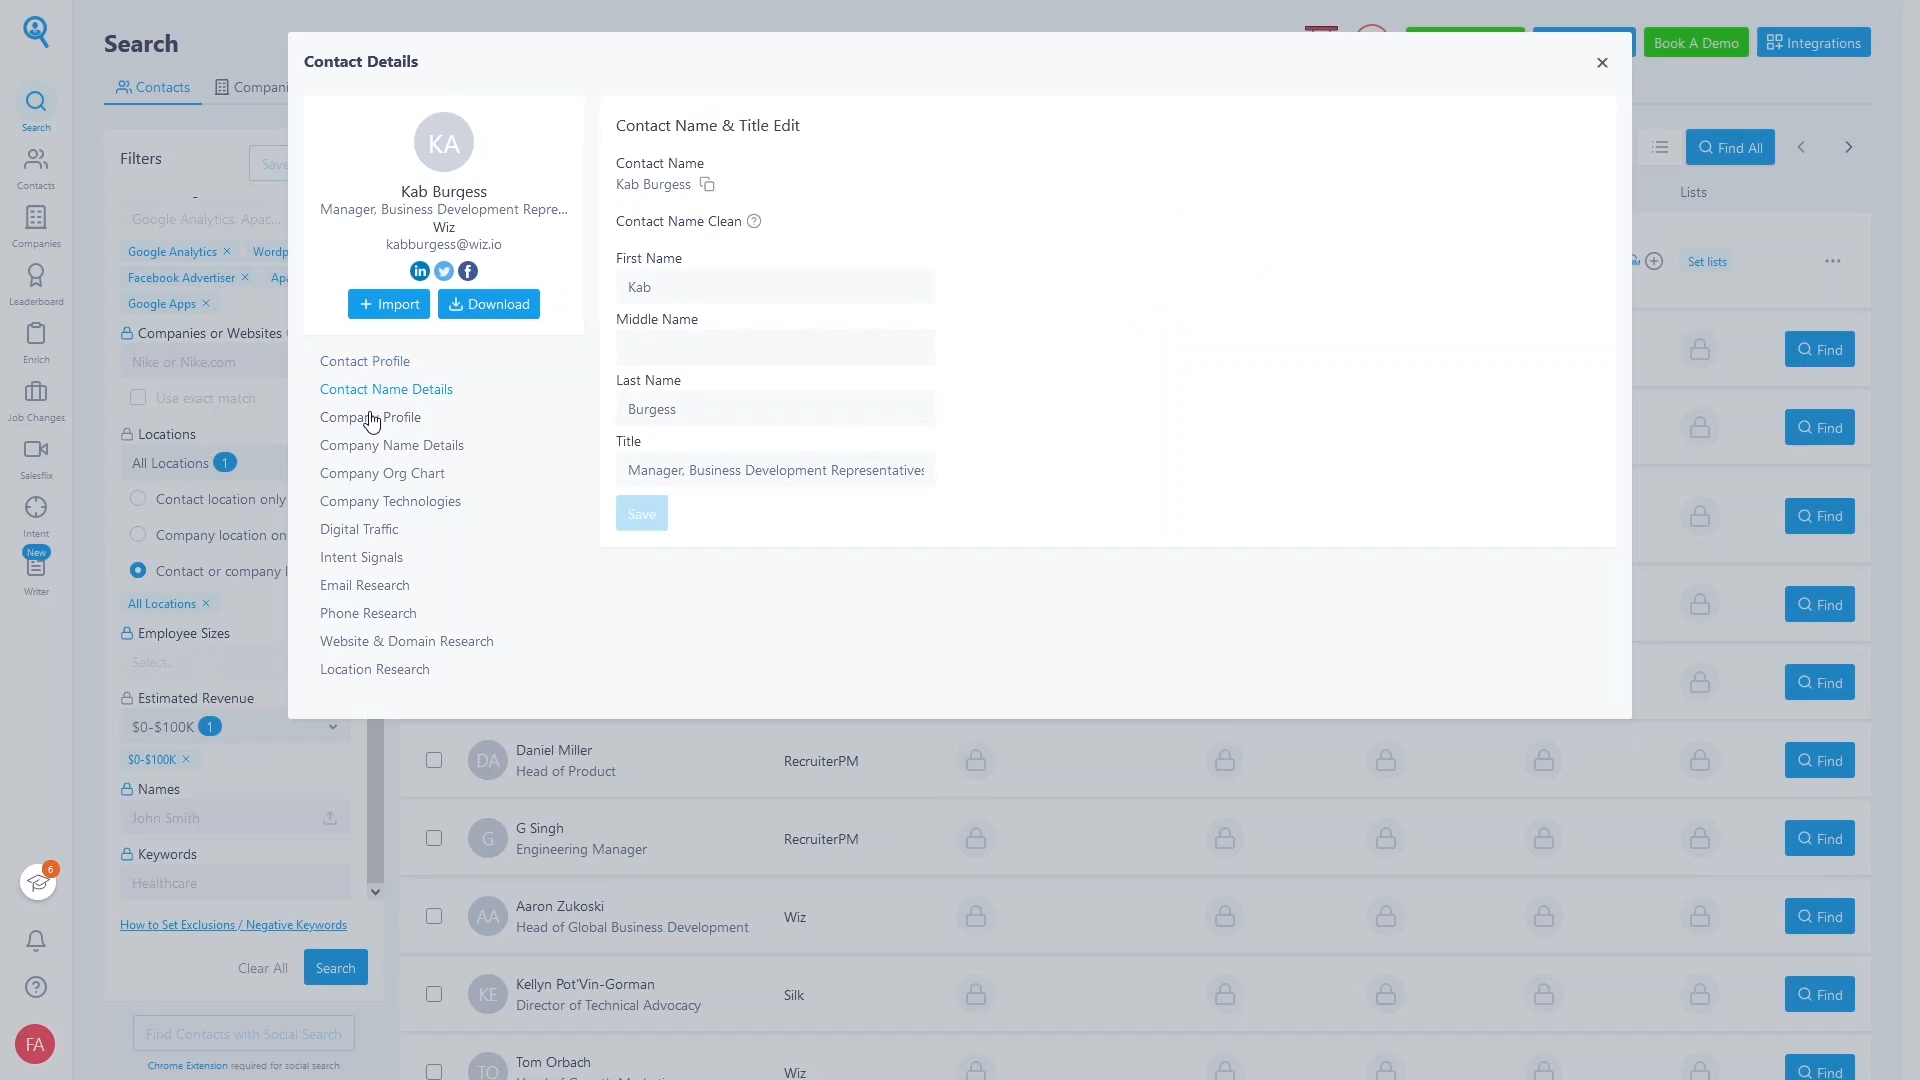 Search
Contacts
Companies
Leaderboard
Enrich
Job Changes
Salesflix
Intent
New
Writer
6
FA
Search
Contacts
Compani
Book A Demo
Integrations
Filters
Save
Google Analytics, Apac...
Google Analytics ×
Wordp
Facebook Advertiser ×
Apa
Google Apps ×
Companies or Websites
Nike or Nike.com
Use exact match
Locations
All Locations 1
Contact location only
Company location on
Contact or company l
All Locations ×
Employee Sizes
Select..
Estimated Revenue
$0-$100K 1
$0-$100K ×
Names
John Smith
Keywords
Healthcare
How to Set Exclusions / Negative Keywords
Clear All
Search
Find Contacts with Social Search
Chrome Extension required for social search
Contact Details
KA
Kab Burgess
Manager, Business Development Repre...
Wiz
kabburgess@wiz.io
Import
Download
Contact Profile
Contact Name Details
Company Profile
Company Name Details
Company Org Chart
Company Technologies
Digital Traffic
Intent Signals
Email Research
Phone Research
Website & Domain Research
Location Research
Contact Name & Title Edit
Contact Name
Kab Burgess
Contact Name Clean
First Name
Kab
Middle Name
Last Name
Burgess
Title
Manager, Business Development Representatives
Save
Find All
Lists
Set lists
Find
Find
Find
Find
Find
DA
Daniel Miller
Head of Product
RecruiterPM
Find
G
G Singh
Engineering Manager
RecruiterPM
Find
AA
Aaron Zukoski
Head of Global Business Development
Wiz
Find
KE
Kellyn Pot'Vin-Gorman
Director of Technical Advocacy
Silk
Find
TO
Tom Orbach
Wiz
Find